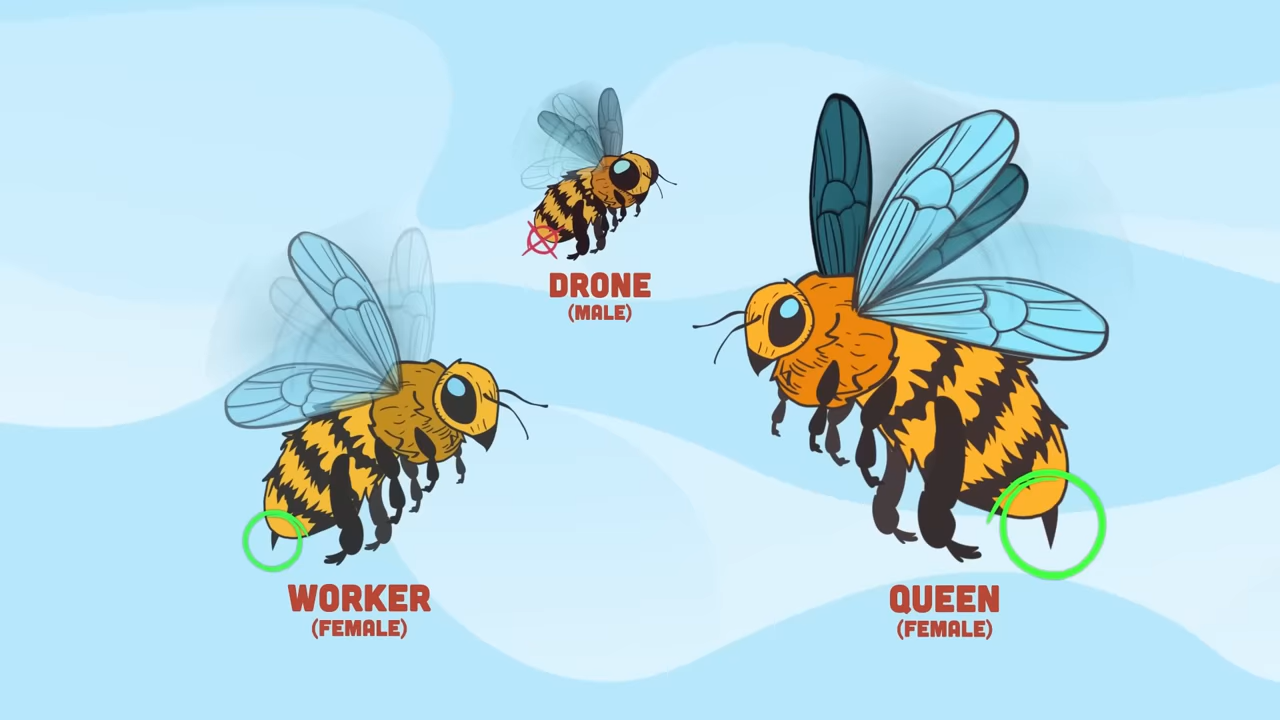 DRONE
(MALE)
WORKER
(FEMALE)
QUEEN
(FEMALE)